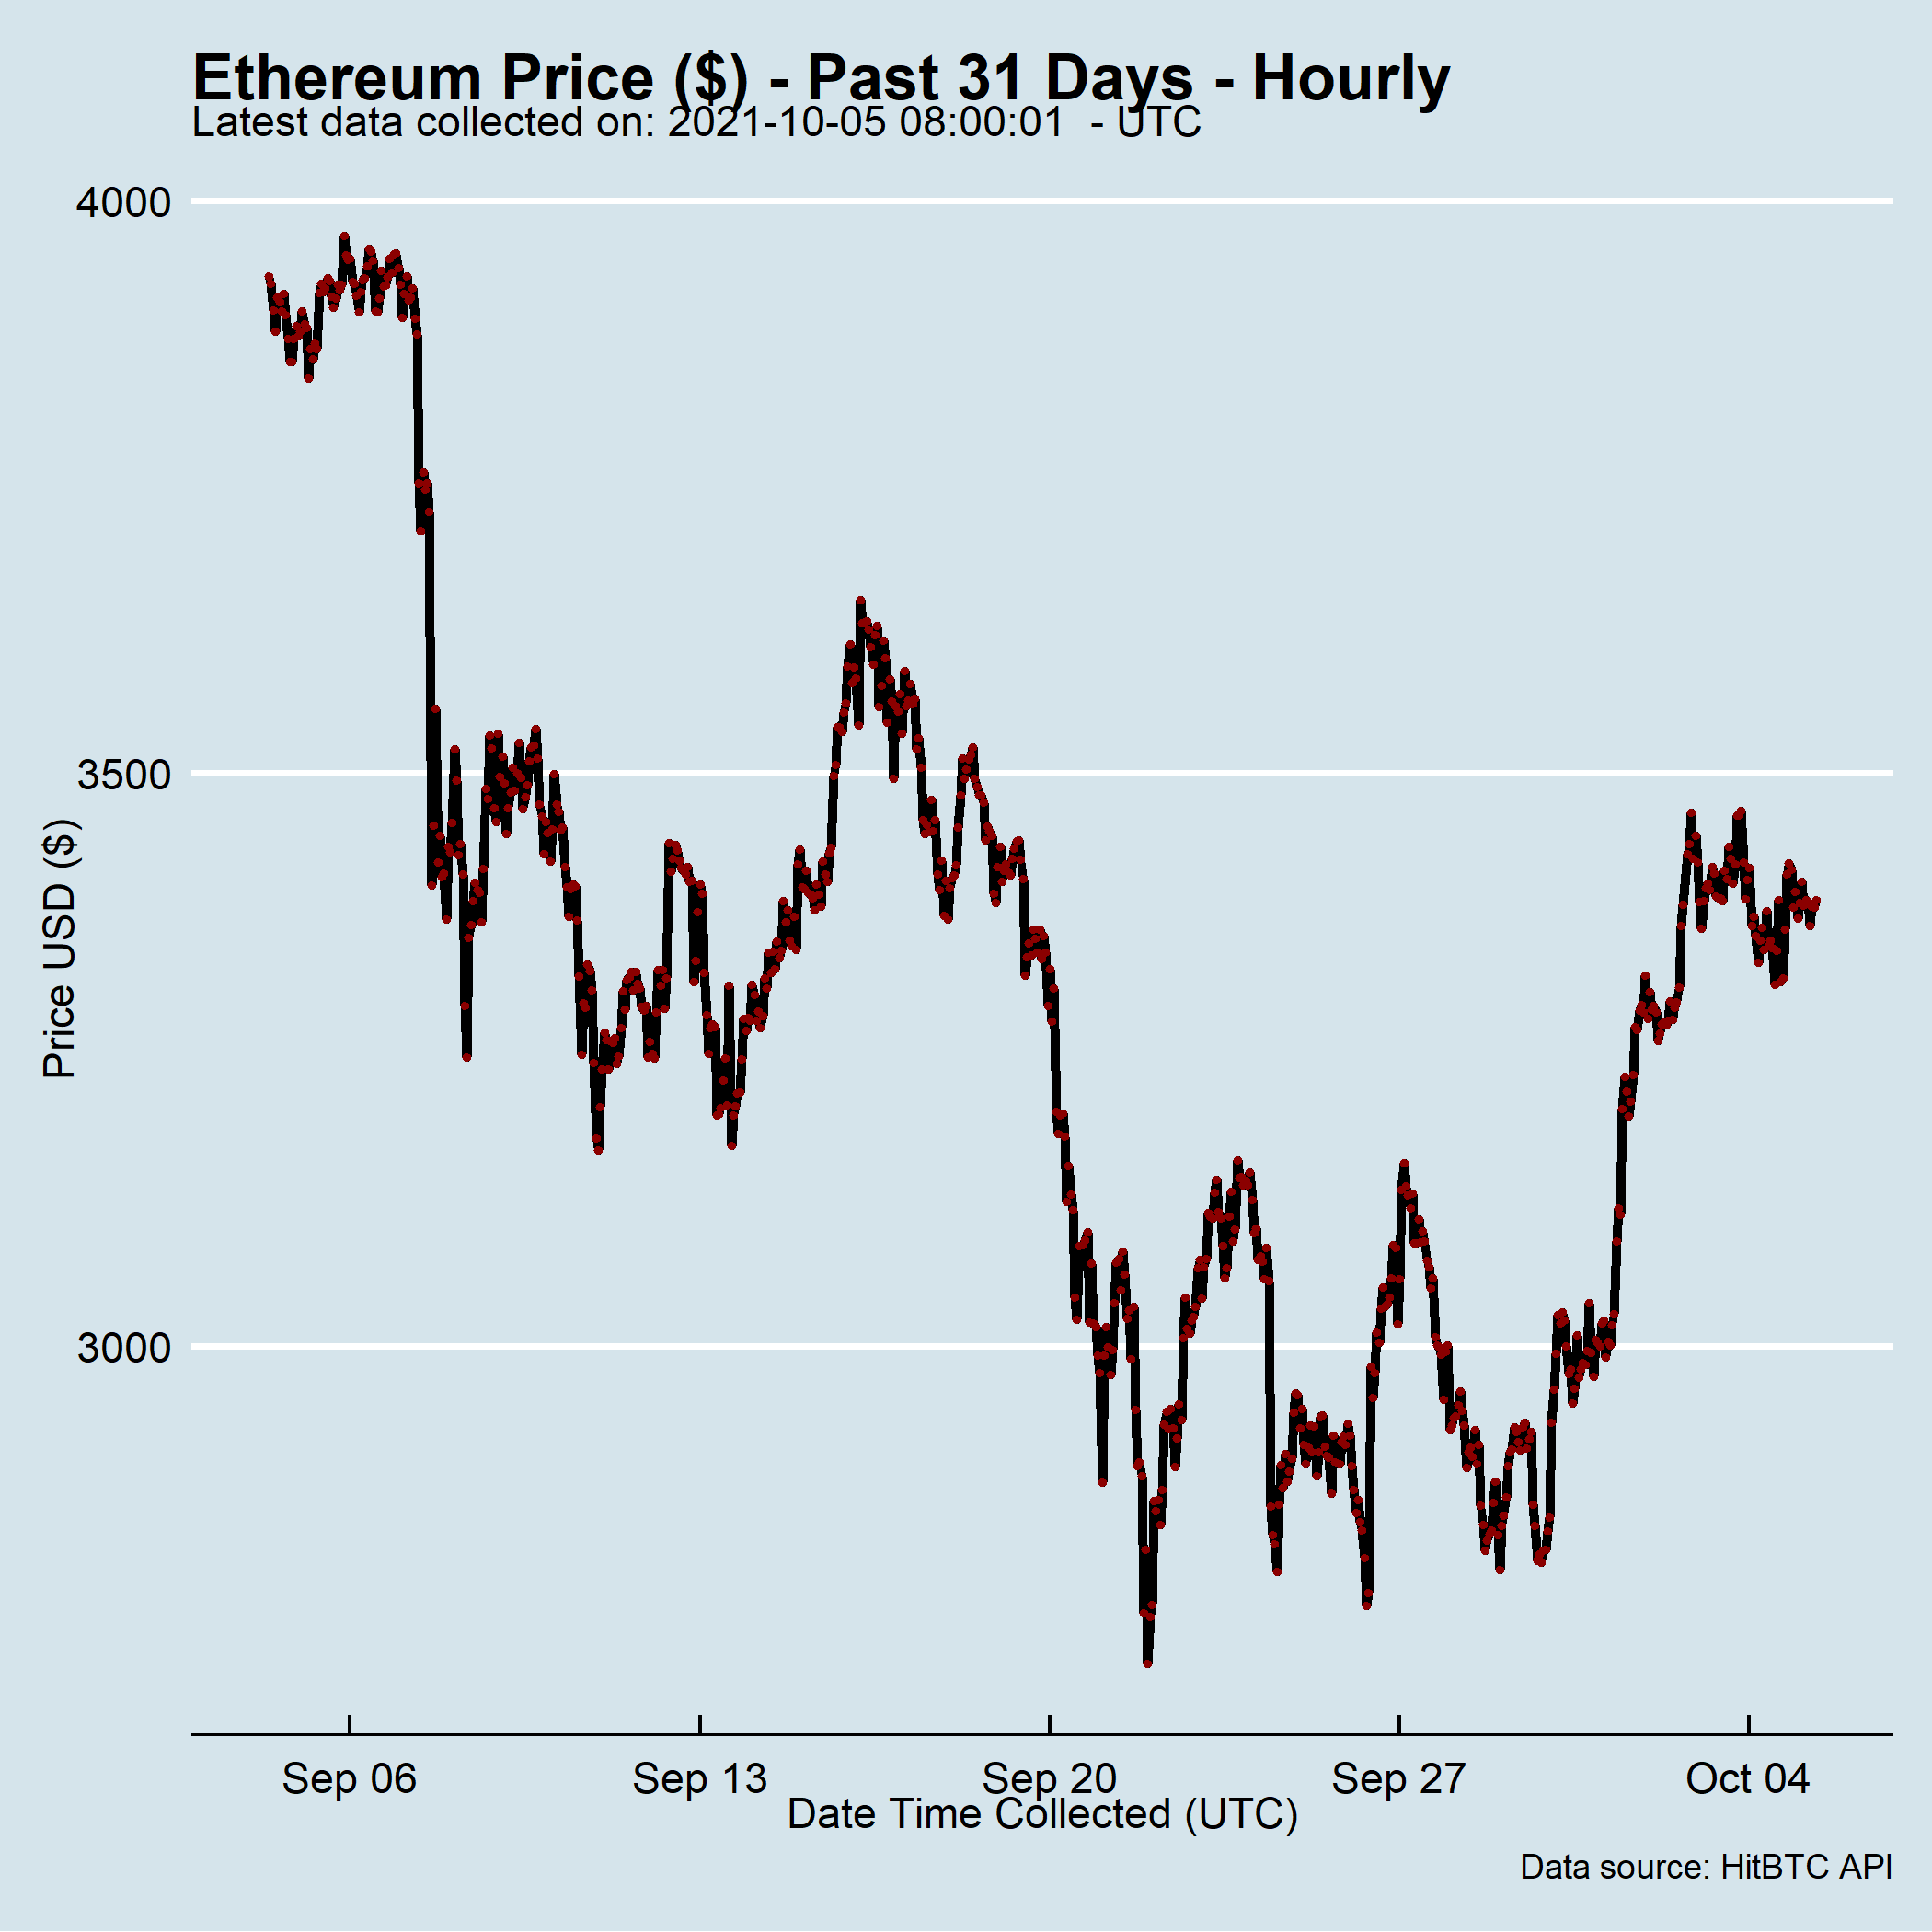 Ethereum Price ($) - Past 31 Days - Hourly
Latest data collected on: 2021-10-05 08:00:01  - UTC
4000
3500
3000
Price USD ($)
Sep 06
Sep 13
Sep 20
Sep 27
Oct 04
Date Time Collected (UTC)
Data source: HitBTC API